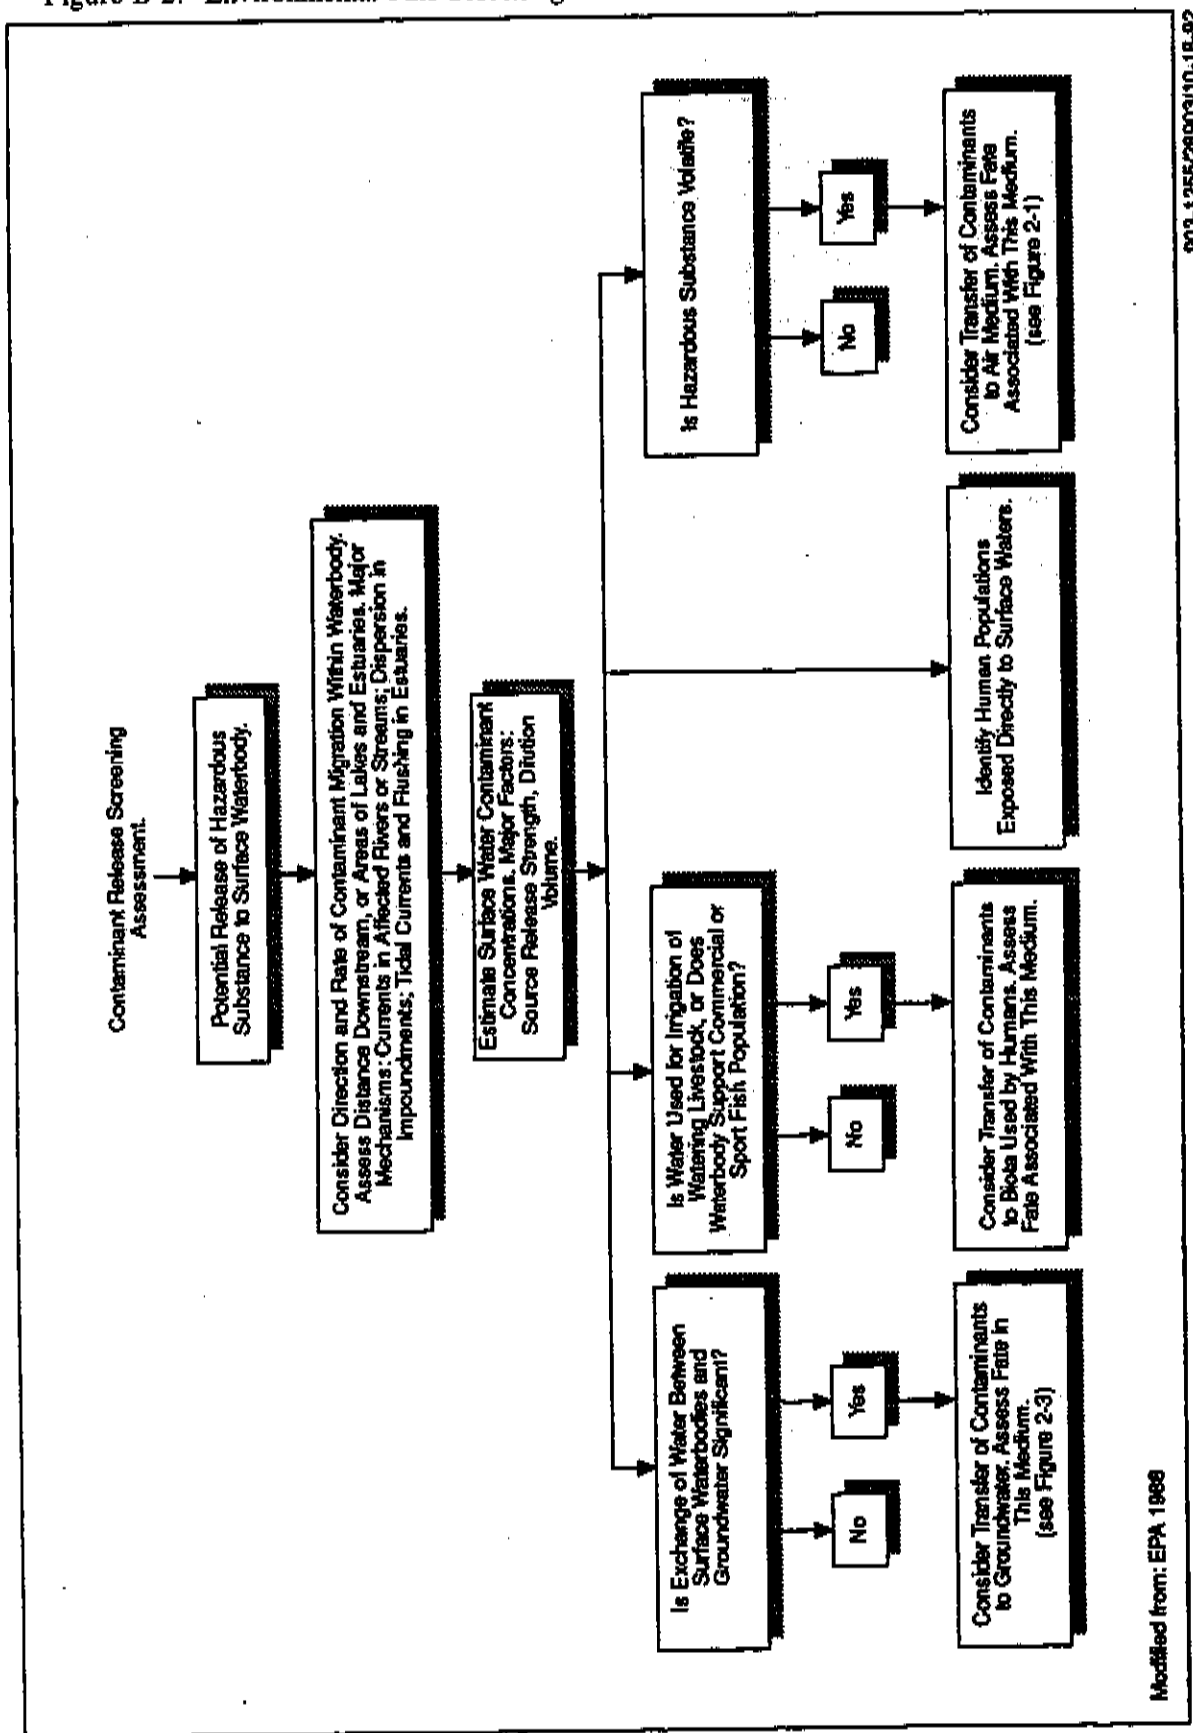 Contaminant Release Screening
Assessment.
Potential Release of Hazardous
Substance to Surface Waterbody.
Consider Direction and Rate of Contaminant Migration Within Waterbody.
Assess Distance Downstream, or Areas of Lakes and Estuaries. Major
Mechanisms: Currents in Affected Rivers or Streams; Dispersion in
Impoundments; Tidal Currents and Flushing in Estuaries.
Estimate Surface Water Contaminant
Concentrations. Major Factors:
Source Release Strength, Dilution
Volume.
Is Exchange of Water Between
Surface Waterbodies and
Groundwater Significant?
No
Yes
Consider Transfer of Contaminants
to Groundwater. Assess Fate in
This Medium.
(see Figure 2-3)
Is Water Used for Irrigation of
Watering Livestock, or Does
Waterbody Support Commercial or
Sport Fish Population?
No
Yes
Consider Transfer of Contaminants
to Biota Used by Humans. Assess
Fate Associated With This Medium.
Identify Human Populations
Exposed Directly to Surface Waters.
Is Hazardous Substance Volatile?
No
Yes
Consider Transfer of Contaminants
to Air Medium. Assess Fate
Associated With This Medium.
(see Figure 2-1)
Modified from: EPA 1988